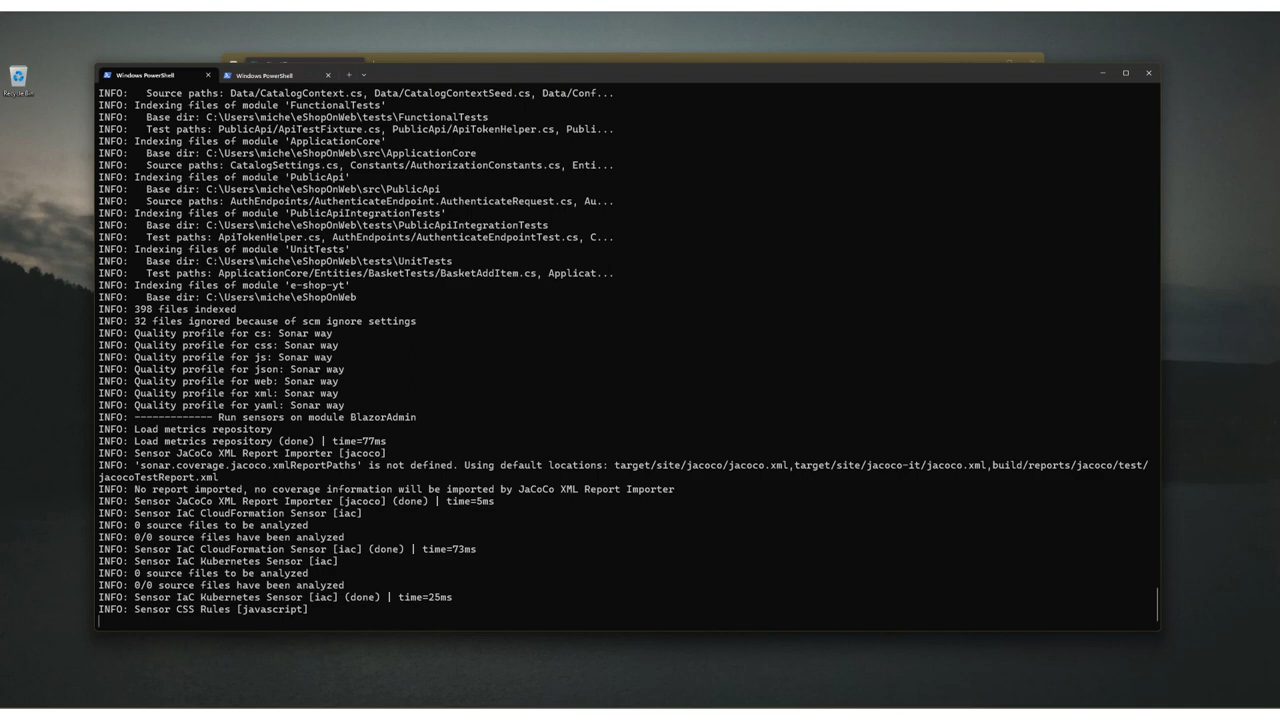 Recycle Bin
Windows PowerShell
Windows PowerShell
INFO:   Source paths: Data/CatalogContext.cs, Data/CatalogContextSeed.cs, Data/Conf...
INFO: Indexing files of module 'FunctionalTests'
INFO:   Base dir: C:\Users\miche\eShopOnWeb\tests\FunctionalTests
INFO:   Test paths: PublicApi/ApiTestFixture.cs, PublicApi/ApiTokenHelper.cs, Publi...
INFO: Indexing files of module 'ApplicationCore'
INFO:   Base dir: C:\Users\miche\eShopOnWeb\src\ApplicationCore
INFO:   Source paths: CatalogSettings.cs, Constants/AuthorizationConstants.cs, Enti...
INFO: Indexing files of module 'PublicApi'
INFO:   Base dir: C:\Users\miche\eShopOnWeb\src\PublicApi
INFO:   Source paths: AuthEndpoints/AuthenticateEndpoint.AuthenticateRequest.cs, Au...
INFO: Indexing files of module 'PublicApiIntegrationTests'
INFO:   Base dir: C:\Users\miche\eShopOnWeb\tests\PublicApiIntegrationTests
INFO:   Test paths: ApiTokenHelper.cs, AuthEndpoints/AuthenticateEndpointTest.cs, C...
INFO: Indexing files of module 'UnitTests'
INFO:   Base dir: C:\Users\miche\eShopOnWeb\tests\UnitTests
INFO:   Test paths: ApplicationCore/Entities/BasketTests/BasketAddItem.cs, Applicat...
INFO: Indexing files of module 'e-shop-yt'
INFO:   Base dir: C:\Users\miche\eShopOnWeb
INFO: 398 files indexed
INFO: 32 files ignored because of scm ignore settings
INFO: Quality profile for cs: Sonar way
INFO: Quality profile for css: Sonar way
INFO: Quality profile for js: Sonar way
INFO: Quality profile for json: Sonar way
INFO: Quality profile for web: Sonar way
INFO: Quality profile for xml: Sonar way
INFO: Quality profile for yaml: Sonar way
INFO: ------------- Run sensors on module BlazorAdmin
INFO: Load metrics repository
INFO: Load metrics repository (done) | time=77ms
INFO: Sensor JaCoCo XML Report Importer [jacoco]
INFO: 'sonar.coverage.jacoco.xmlReportPaths' is not defined. Using default locations: target/site/jacoco/jacoco.xml,target/site/jacoco-it/jacoco.xml,build/reports/jacoco/test/
jacocoTestReport.xml
INFO: No report imported, no coverage information will be imported by JaCoCo XML Report Importer
INFO: Sensor JaCoCo XML Report Importer [jacoco] (done) | time=5ms
INFO: Sensor IaC CloudFormation Sensor [iac]
INFO: 0 source files to be analyzed
INFO: 0/0 source files have been analyzed
INFO: Sensor IaC CloudFormation Sensor [iac] (done) | time=73ms
INFO: Sensor IaC Kubernetes Sensor [iac]
INFO: 0 source files to be analyzed
INFO: 0/0 source files have been analyzed
INFO: Sensor IaC Kubernetes Sensor [iac] (done) | time=25ms
INFO: Sensor CSS Rules [javascript]